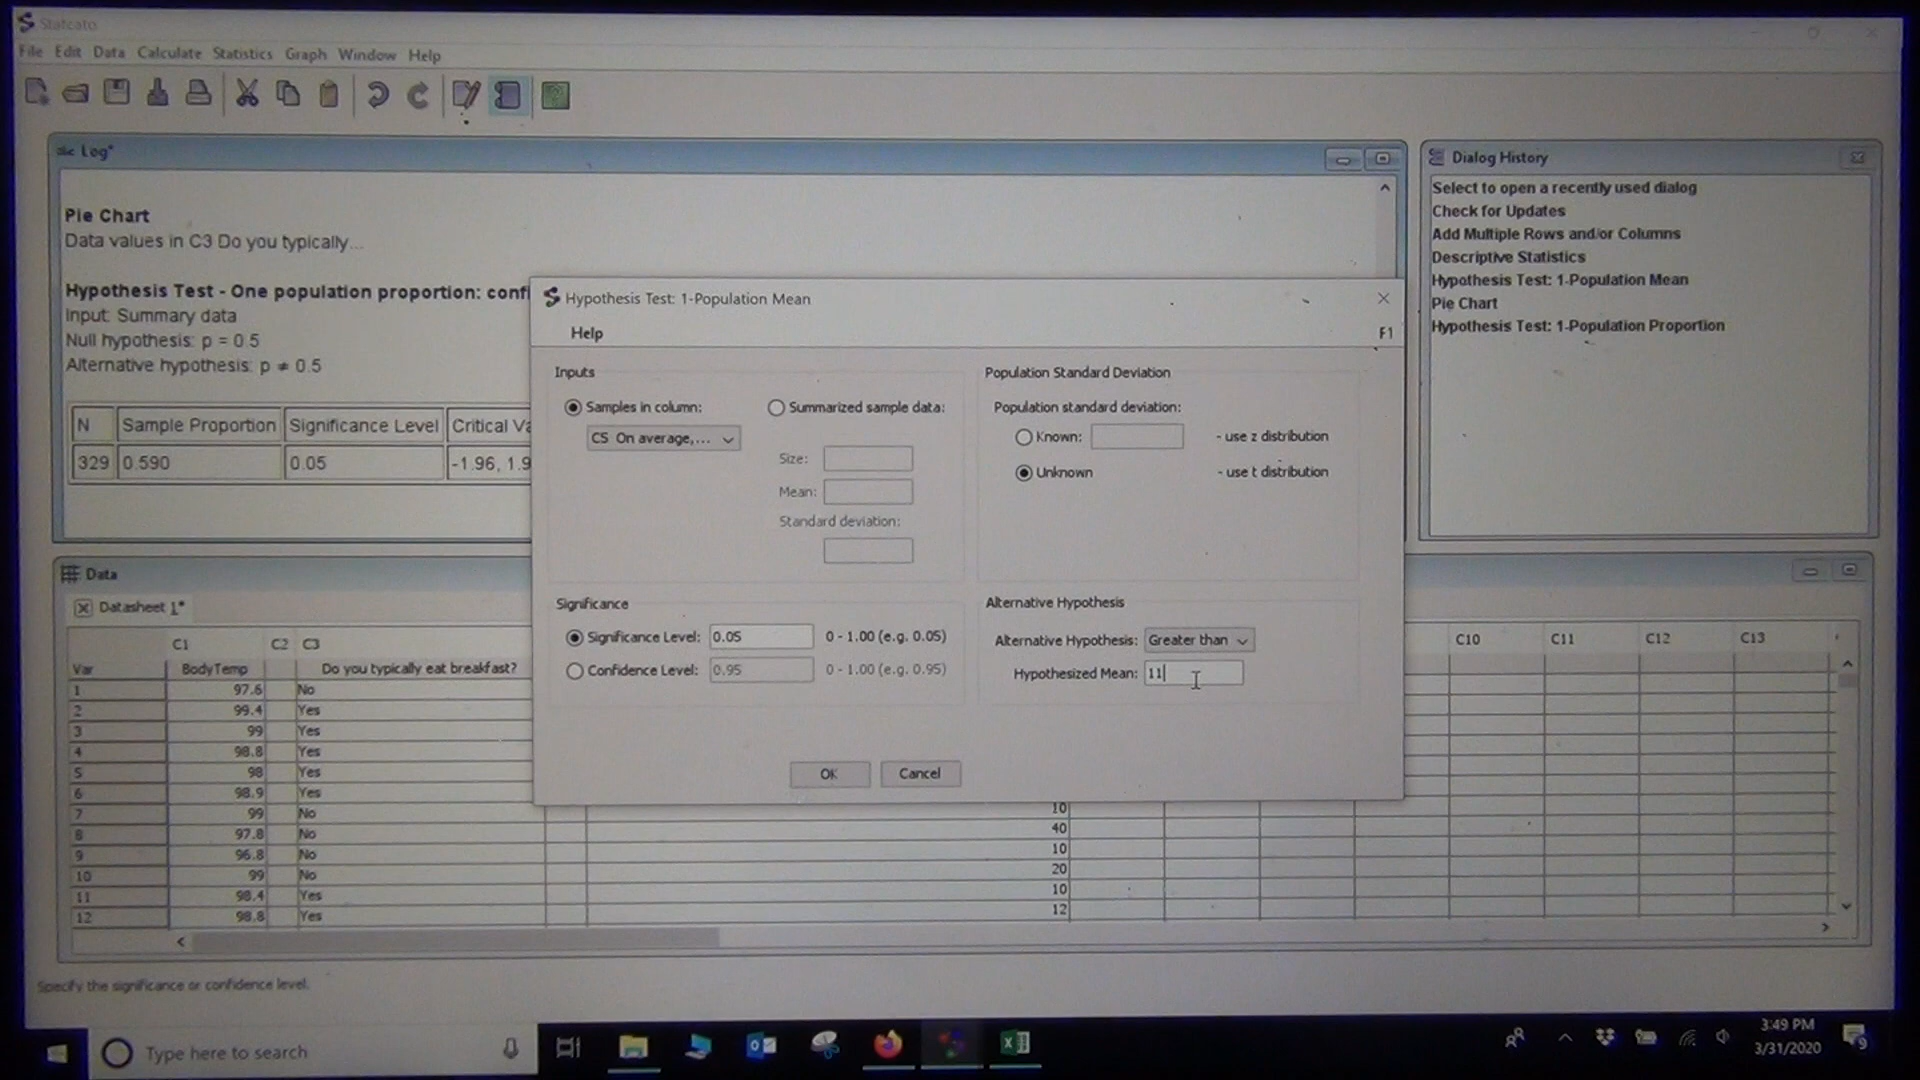 Statcato
File Edit Data Calculate Statistics Graph Window Help
Log*
Pie Chart
Data values in C3 Do you typically...
Hypothesis Test - One population proportion: confi
Input: Summary data
Null hypothesis: p = 0.5
Alternative hypothesis: p ≠ 0.5
N Sample Proportion Significance Level Critical Va
329 0.590 0.05 -1.96, 1.9
Dialog History
Select to open a recently used dialog
Check for Updates
Add Multiple Rows and/or Columns
Descriptive Statistics
Hypothesis Test: 1-Population Mean
Pie Chart
Hypothesis Test: 1-Population Proportion
Hypothesis Test: 1-Population Mean
Help F1
Inputs
Samples in column: Summarized sample data:
C5 On average,...
Size:
Mean:
Standard deviation:
Population Standard Deviation
Population standard deviation:
Known: - use z distribution
Unknown - use t distribution
Significance
Significance Level: 0.05 0 - 1.00 (e.g. 0.05)
Confidence Level: 0.95 0 - 1.00 (e.g. 0.95)
Alternative Hypothesis
Alternative Hypothesis: Greater than
Hypothesized Mean: 11
OK Cancel
Data
Datasheet 1*
C1 C2 C3 C10 C11 C12 C13
Var BodyTemp Do you typically eat breakfast?
1 97.6 No
2 99.4 Yes
3 99 Yes
4 98.8 Yes
5 98 Yes
6 98.9 Yes
7 99 No 10
8 97.8 No 40
9 96.8 No 10
10 99 No 20
11 98.4 Yes 10
12 98.8 Yes 12
Specify the significance or confidence level.
Type here to search
3:49 PM
3/31/2020
9